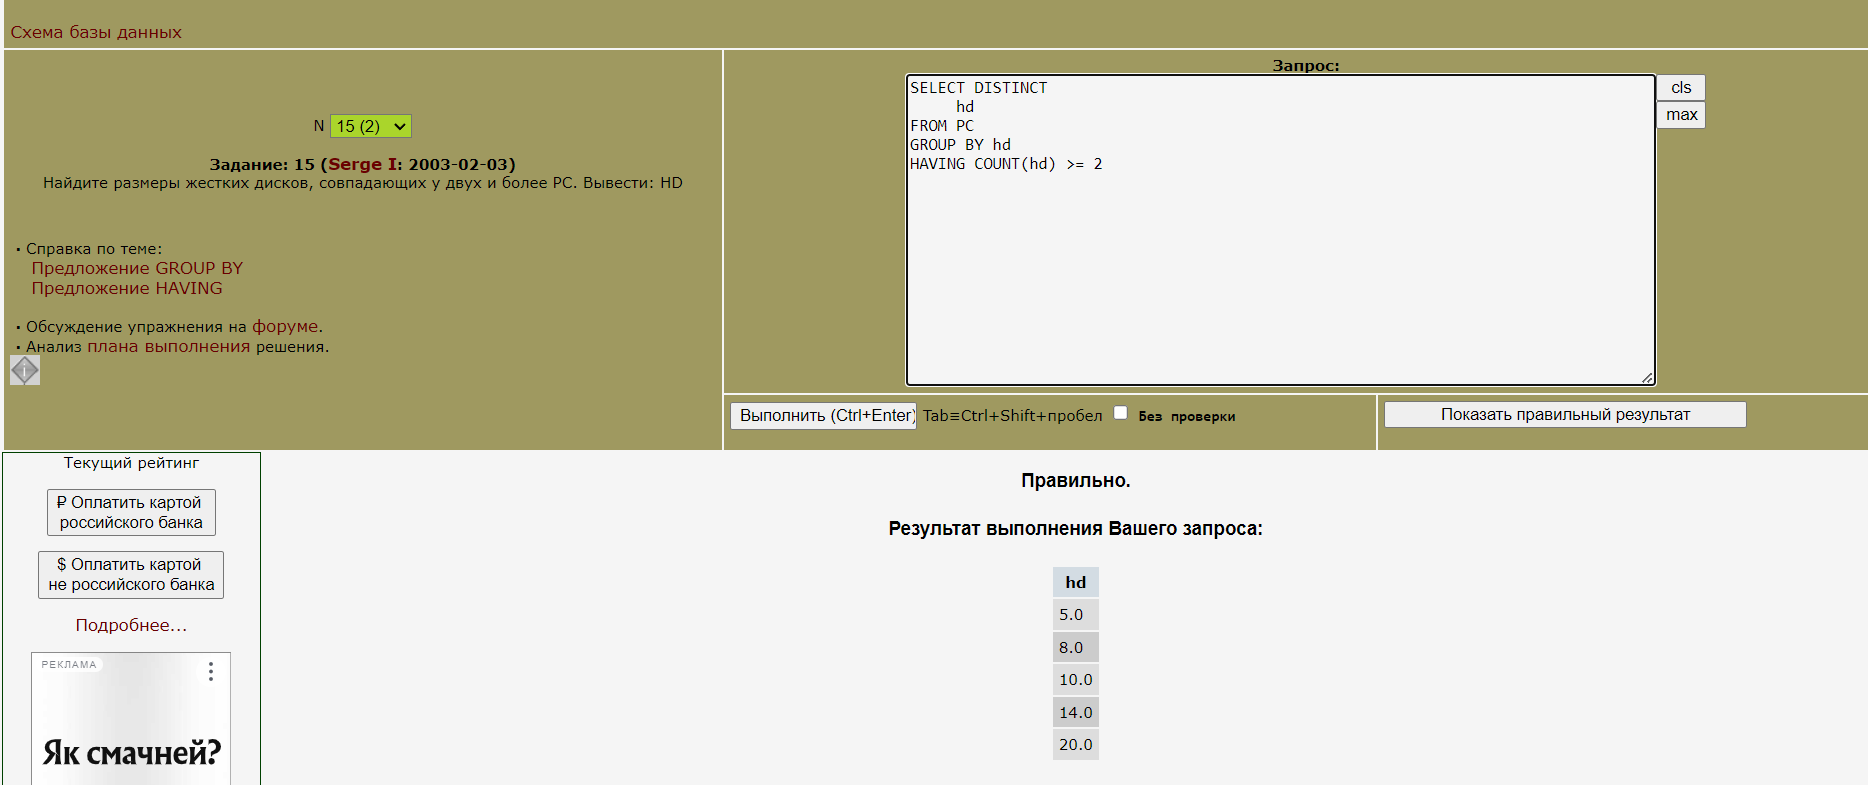 Схема базы данных
N 15 (2)
Задание: 15 (Serge I: 2003-02-03)
Найдите размеры жестких дисков, совпадающих у двух и более PC. Вывести: HD
· Справка по теме:
Предложение GROUP BY
Предложение HAVING
· Обсуждение упражнения на форуме.
· Анализ плана выполнения решения.
i
Запрос:
SELECT DISTINCT
hd
FROM PC
GROUP BY hd
HAVING COUNT(hd) >= 2
cls
max
Выполнить (Ctrl+Enter) Tab≡Ctrl+Shift+пробел Без проверки
Показать правильный результат
Текущий рейтинг
₽ Оплатить картой
российского банка
$ Оплатить картой
не российского банка
Подробнее...
РЕКЛАМА
Як смачней?
Правильно.
Результат выполнения Вашего запроса:
hd
5.0
8.0
10.0
14.0
20.0